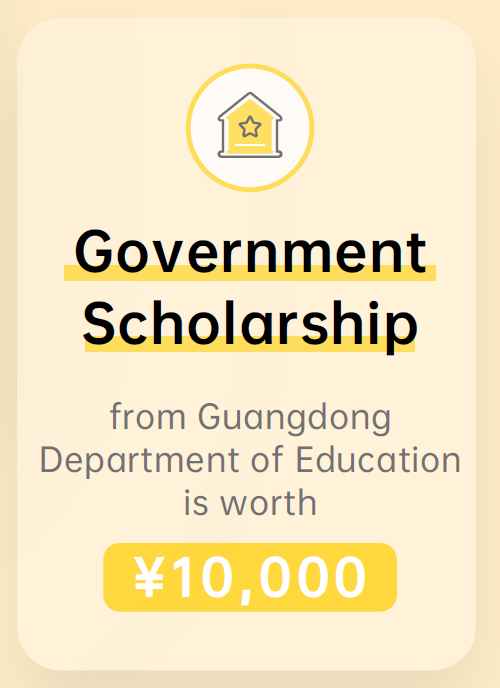 Government
Scholarship
from Guangdong
Department of Education
is worth
¥10,000